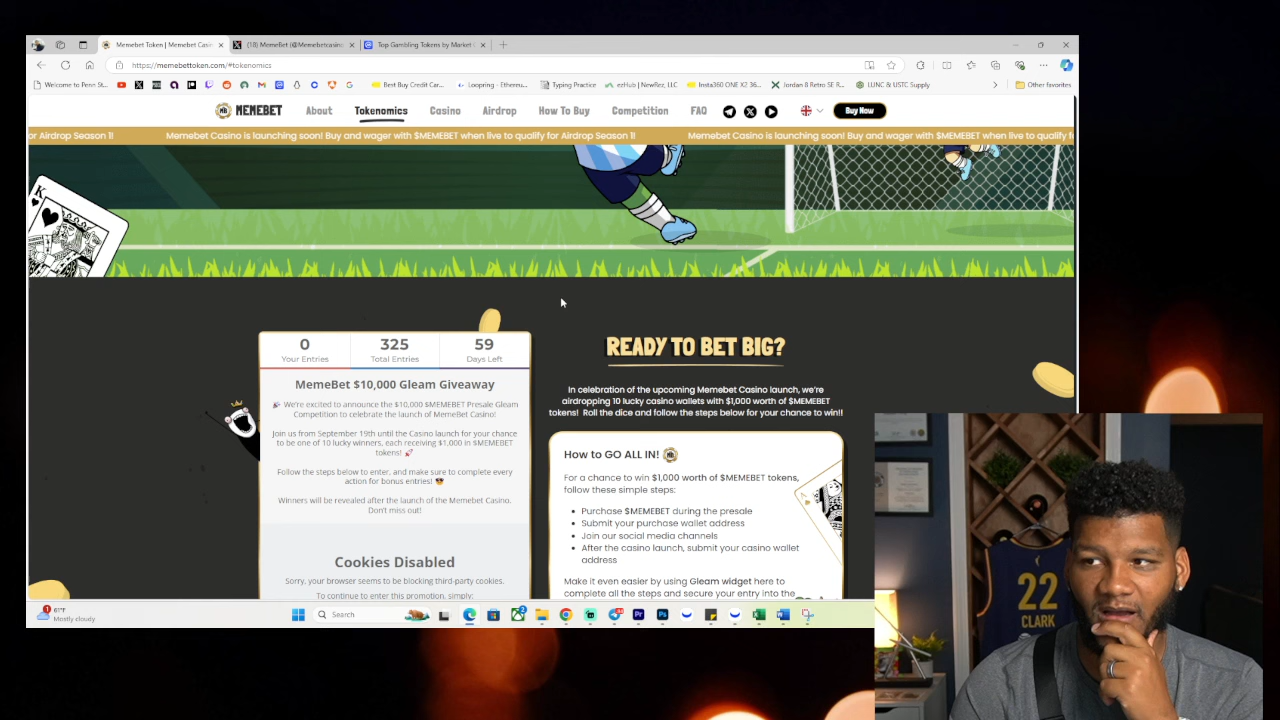 Memebet Token | Memebet Casin
(18) MemeBet (@Memebetcasino
Top Gambling Tokens by Market C
https://memebettoken.com/#tokenomics
Welcome to Penn St...
Best Buy Credit Car...
Loopring - Ethereu...
Typing Practice
ezHub | NewRez, LLC
Insta360 ONE X2 36...
Jordan 8 Retro SE R...
LUNC & USTC Supply
Other favorites
MEMEBET
About
Tokenomics
Casino
Airdrop
How To Buy
Competition
FAQ
Buy Now
or Airdrop Season 1! Memebet Casino is launching soon! Buy and wager with $MEMEBET when live to qualify for Airdrop Season 1! Memebet Casino is launching soon! Buy and wager with $MEMEBET when live to qualify f
K
0 325 59
Your Entries Total Entries Days Left
MemeBet $10,000 Gleam Giveaway
🎉 We're excited to announce the $10,000 $MEMEBET Presale Gleam
Competition to celebrate the launch of MemeBet Casino!
Join us from September 19th until the Casino launch for your chance
to be one of 10 lucky winners, each receiving $1,000 in $MEMEBET
tokens! 🚀
Follow the steps below to enter, and make sure to complete every
action for bonus entries! 😎
Winners will be revealed after the launch of the Memebet Casino.
Don't miss out!
Cookies Disabled
Sorry, your browser seems to be blocking third-party cookies.
To continue to enter this promotion, simply:
READY TO BET BIG?
In celebration of the upcoming Memebet Casino launch, we're
airdropping 10 lucky casino wallets with $1,000 worth of $MEMEBET
tokens! Roll the dice and follow the steps below for your chance to win!!
How to GO ALL IN!
For a chance to win $1,000 worth of $MEMEBET tokens,
follow these simple steps:
• Purchase $MEMEBET during the presale
• Submit your purchase wallet address
• Join our social media channels
• After the casino launch, submit your casino wallet
address
Make it even easier by using Gleam widget here to
complete all the steps and secure your entry into the
61°F
Mostly cloudy
Search
22
CLARK